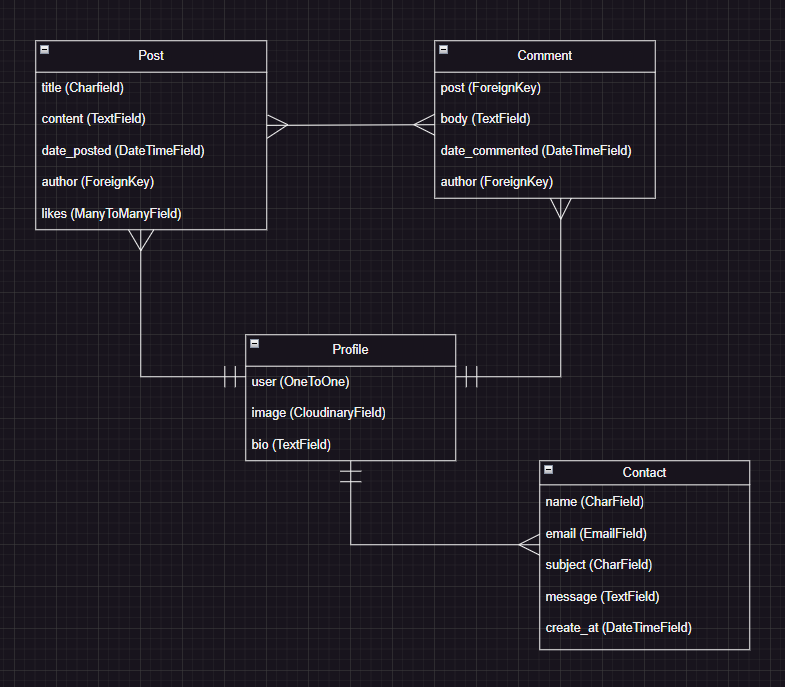 Post
title (Charfield)
content (TextField)
date_posted (DateTimeField)
author (ForeignKey)
likes (ManyToManyField)
Comment
post (ForeignKey)
body (TextField)
date_commented (DateTimeField)
author (ForeignKey)
Profile
user (OneToOne)
image (CloudinaryField)
bio (TextField)
Contact
name (CharField)
email (EmailField)
subject (CharField)
message (TextField)
create_at (DateTimeField)